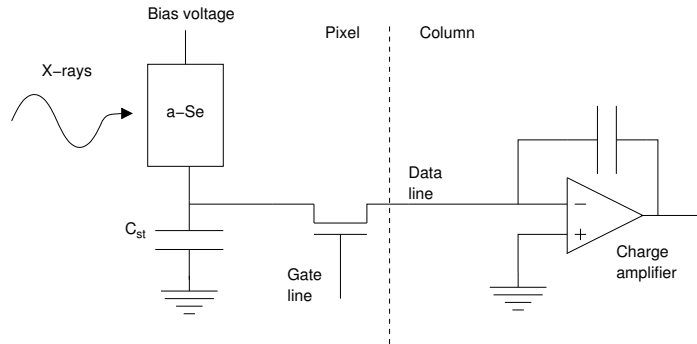 Bias voltage
Pixel
Column
X−rays
a−Se
Data
line
C_st
−
+
Gate
line
Charge
amplifier